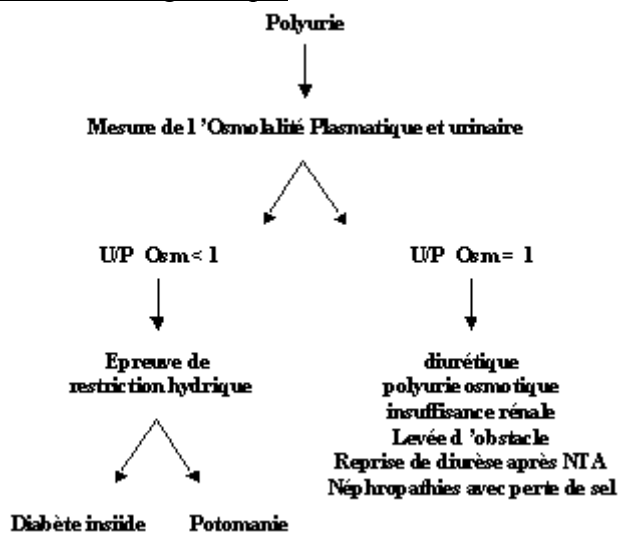 Polyurie
Mesure de l ’Osmolalité Plasmatique et urinaire
U/P Osm < 1
U/P Osm = 1
Epreuve de
restriction hydrique
diurétique
polyurie osmotique
insuffisance rénale
Levée d ’obstacle
Reprise de diurèse après NTA
Néphropathies avec perte de sel
Diabète insiide
Potomanie